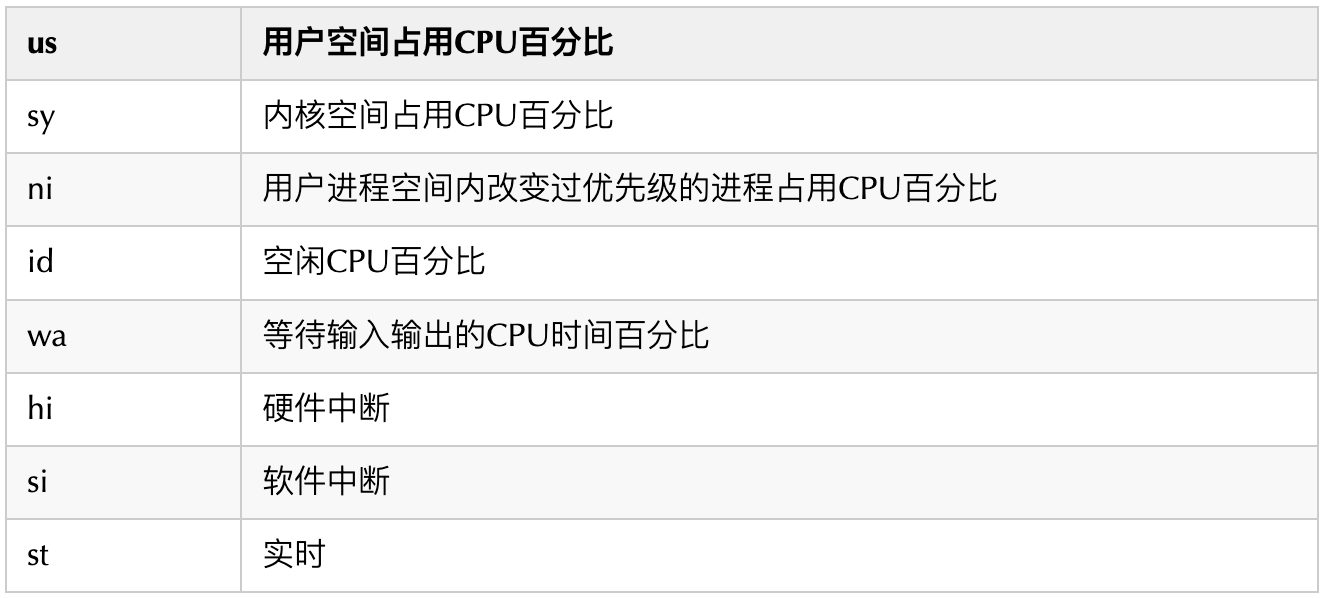 us 用户空间占用CPU百分比
sy 内核空间占用CPU百分比
ni 用户进程空间内改变过优先级的进程占用CPU百分比
id 空闲CPU百分比
wa 等待输入输出的CPU时间百分比
hi 硬件中断
si 软件中断
st 实时